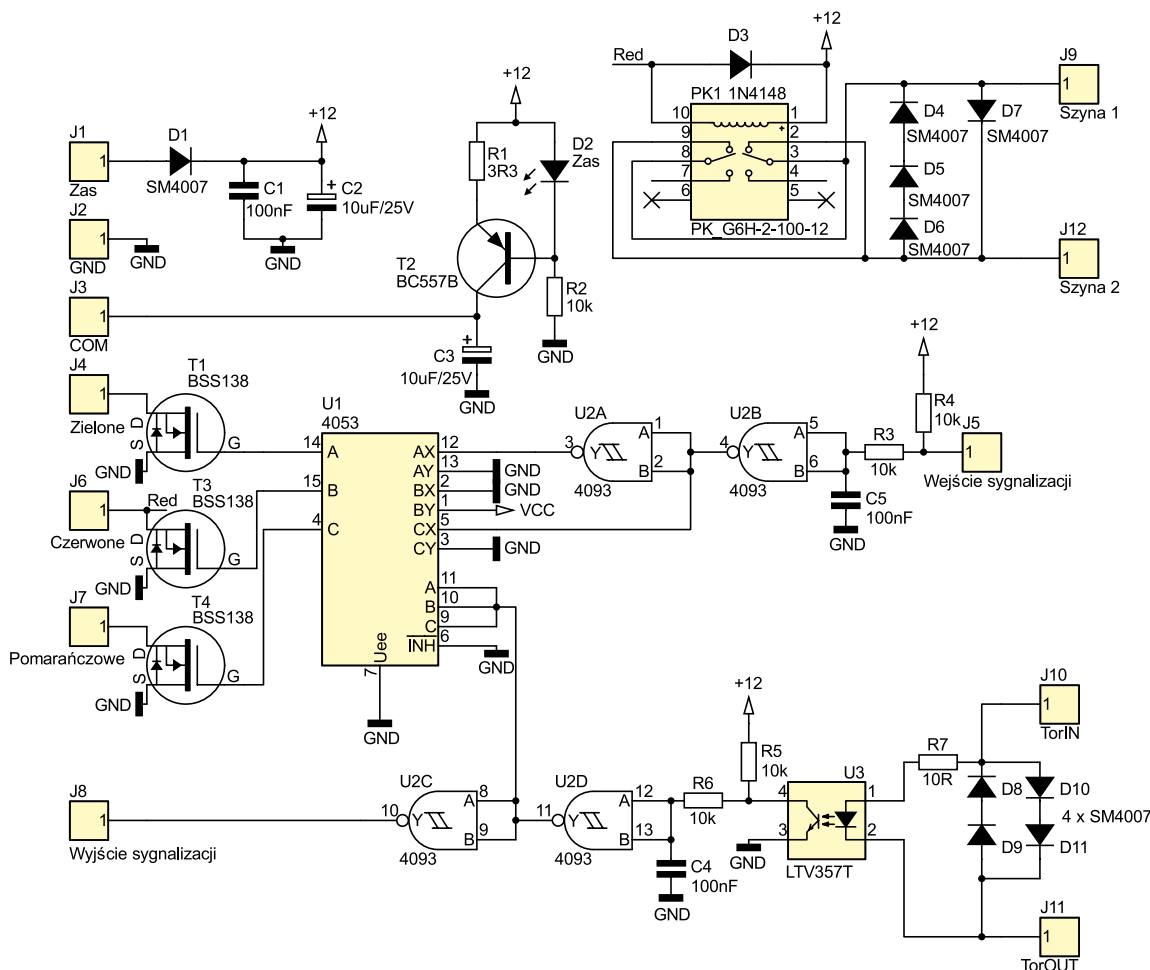 J1
1
Zas
D1
SM4007
+12
C1
100nF
C2
+
10uF/25V
GND
J2
1
GND
GND
J3
1
COM
+12
R1
3R3
D2
Zas
T2
BC557B
R2
10k
GND
C3
+
10uF/25V
GND
Red
D3
+12
PK1 1N4148
10
1
9
2
8
3
7
4
6
5
+
PK_G6H-2-100-12
D4
SM4007
D5
SM4007
D6
SM4007
D7
SM4007
J9
1
Szyna 1
J12
1
Szyna 2
J4
1
Zielone
T1
BSS138
S D
G
GND
J6
1
Czerwone
Red
T3
BSS138
S D
G
GND
J7
1
Pomarańczowe
T4
BSS138
S D
G
GND
U1
4053
14
A
15
B
4
C
AX
12
AY
13
GND
BX
2
GND
BY
1
VCC
CX
5
CY
3
GND
A
11
B
10
C
9
INH
6
GND
Uee
7
GND
U2A
3
Y
A
1
B
2
4093
U2B
4
Y
A
5
B
6
4093
R3
10k
C5
100nF
GND
+12
R4
10k
J5
1
Wejście sygnalizacji
J8
1
Wyjście sygnalizacji
U2C
10
Y
A
8
B
9
4093
U2D
11
Y
A
12
B
13
4093
R6
10k
C4
100nF
GND
+12
R5
10k
U3
4
1
3
2
GND
LTV357T
R7
10R
D8
D9
D10
4 x SM4007
D11
J10
1
TorIN
J11
1
TorOUT